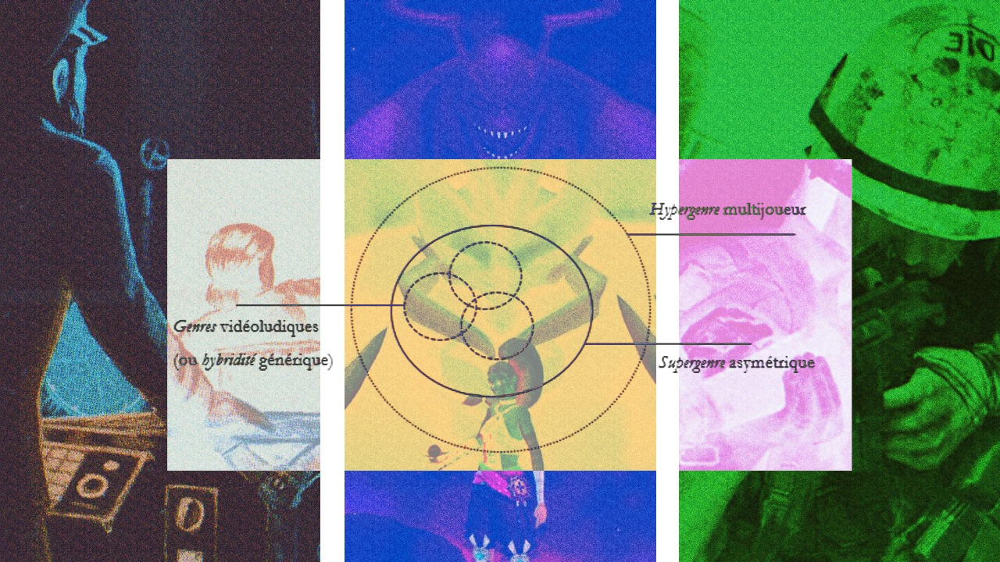 Hypergenre multijoueur
Genres vidéoludiques
(ou hybridité générique)
Supergenre asymétrique